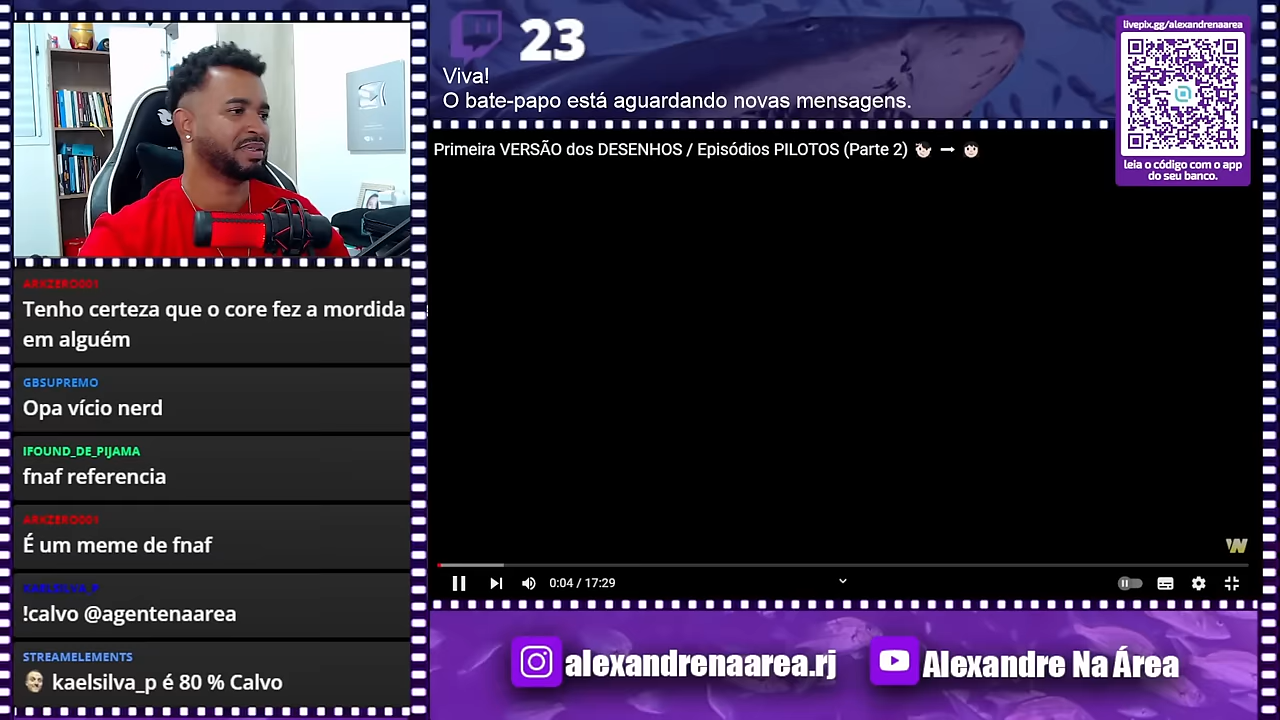 23
Viva!
O bate-papo está aguardando novas mensagens.
livepix.gg/alexandrenaarea
leia o código com o app
do seu banco.
Primeira VERSÃO dos DESENHOS / Episódios PILOTOS (Parte 2)
ARKZERO001
Tenho certeza que o core fez a mordida
em alguém
GBSUPREMO
Opa vício nerd
IFOUND_DE_PIJAMA
fnaf referencia
ARKZERO001
É um meme de fnaf
KAELSILVA_P
!calvo @agentenaarea
STREAMELEMENTS
kaelsilva_p é 80 % Calvo
W
0:04 / 17:29
alexandrenaarea.rj
Alexandre Na Área